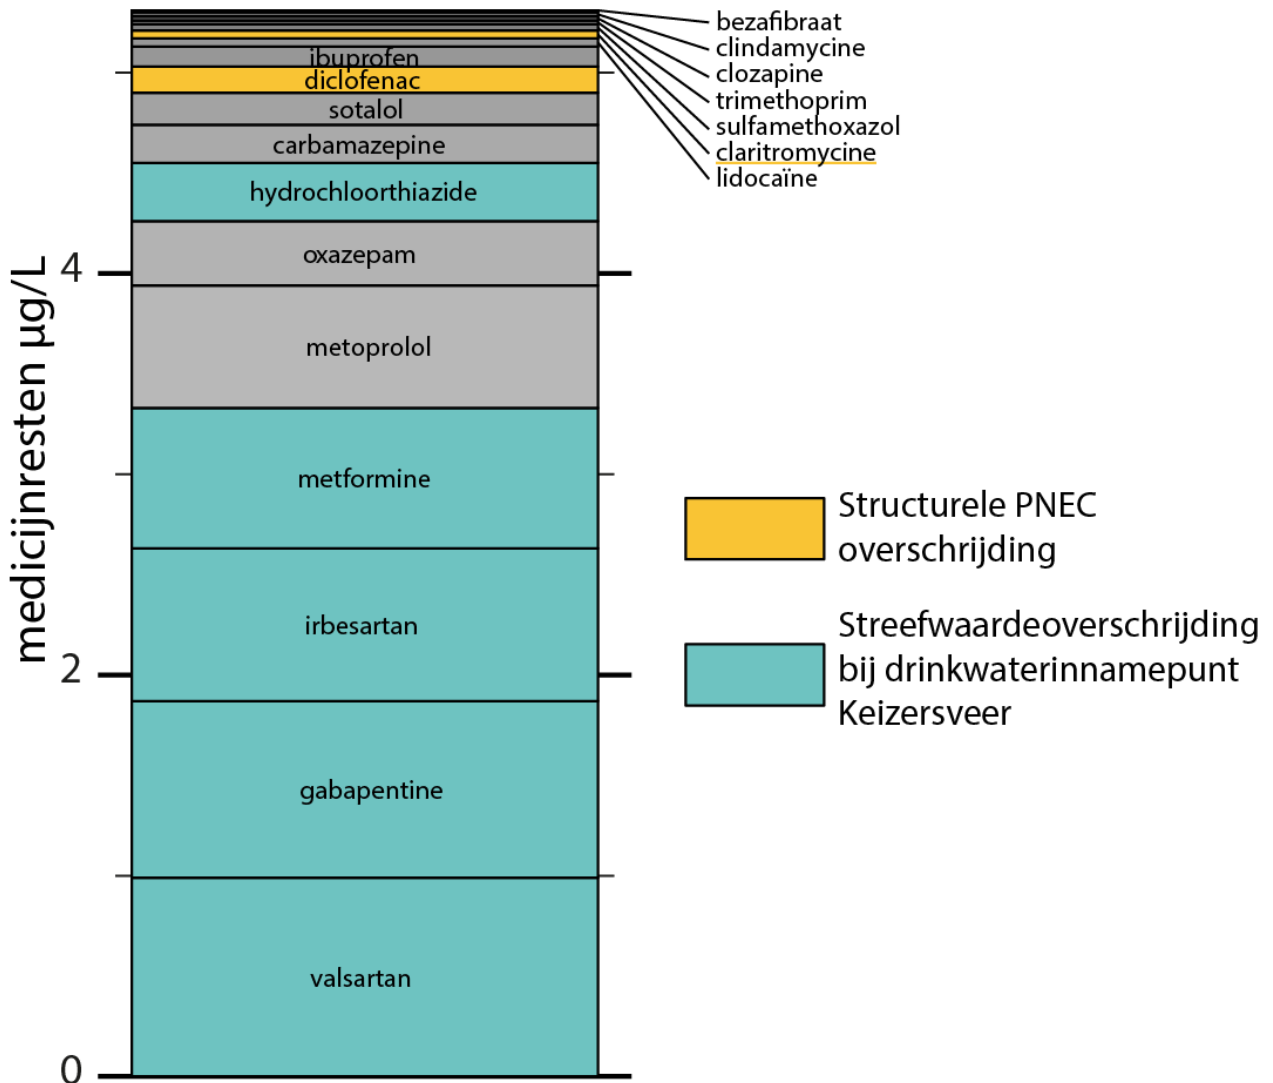 bezafibraat
clindamycine
clozapine
trimethoprim
sulfamethoxazol
claritromycine
lidocaïne
ibuprofen
diclofenac
sotalol
carbamazepine
hydrochloorthiazide
oxazepam
metoprolol
metformine
irbesartan
gabapentine
valsartan
medicijnresten µg/L
4
2
0
Structurele PNEC
overschrijding
Streefwaardeoverschrijding
bij drinkwaterinnamepunt
Keizersveer